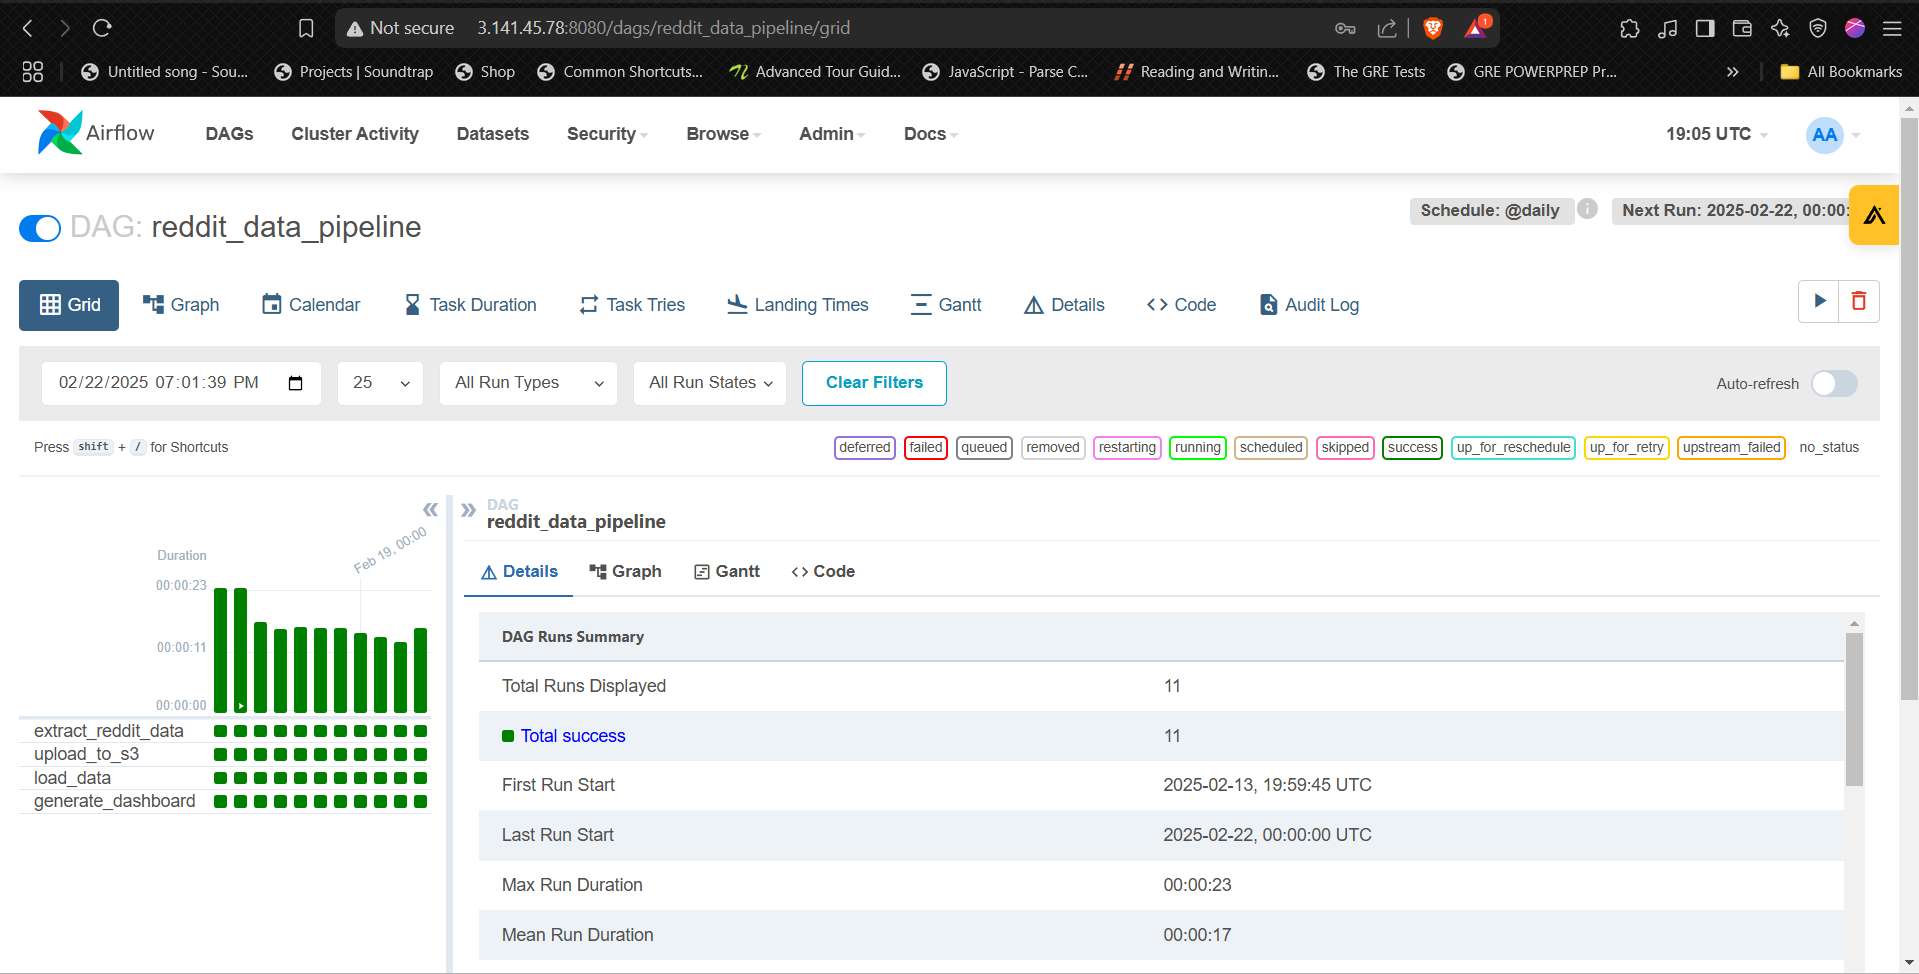 Not secure 3.141.45.78:8080/dags/reddit_data_pipeline/grid 1
Untitled song - Sou... Projects | Soundtrap Shop Common Shortcuts... Advanced Tour Guid... JavaScript - Parse C... Reading and Writin... The GRE Tests GRE POWERPREP Pr... » All Bookmarks
Airflow DAGs Cluster Activity Datasets Security Browse Admin Docs 19:05 UTC AA
Schedule: @daily i Next Run: 2025-02-22, 00:00:
DAG: reddit_data_pipeline
Grid Graph Calendar Task Duration Task Tries Landing Times Gantt Details Code Audit Log
02/22/2025 07:01:39 PM 25 All Run Types All Run States Clear Filters Auto-refresh
Press shift + / for Shortcuts deferred failed queued removed restarting running scheduled skipped success up_for_reschedule up_for_retry upstream_failed no_status
Feb 19, 00:00
Duration
00:00:23
00:00:11
00:00:00
extract_reddit_data
upload_to_s3
load_data
generate_dashboard
DAG
reddit_data_pipeline
Details Graph Gantt Code
DAG Runs Summary
Total Runs Displayed 11
Total success 11
First Run Start 2025-02-13, 19:59:45 UTC
Last Run Start 2025-02-22, 00:00:00 UTC
Max Run Duration 00:00:23
Mean Run Duration 00:00:17